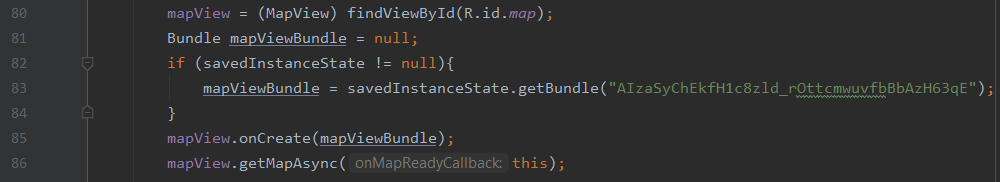 80 mapView = (MapView) findViewById(R.id.map);
81 Bundle mapViewBundle = null;
82 if (savedInstanceState != null){
83 mapViewBundle = savedInstanceState.getBundle("AIzaSyChEkfH1c8zld_rOttcmwuvfbBbAzH63qE");
84 }
85 mapView.onCreate(mapViewBundle);
86 mapView.getMapAsync( onMapReadyCallback: this);